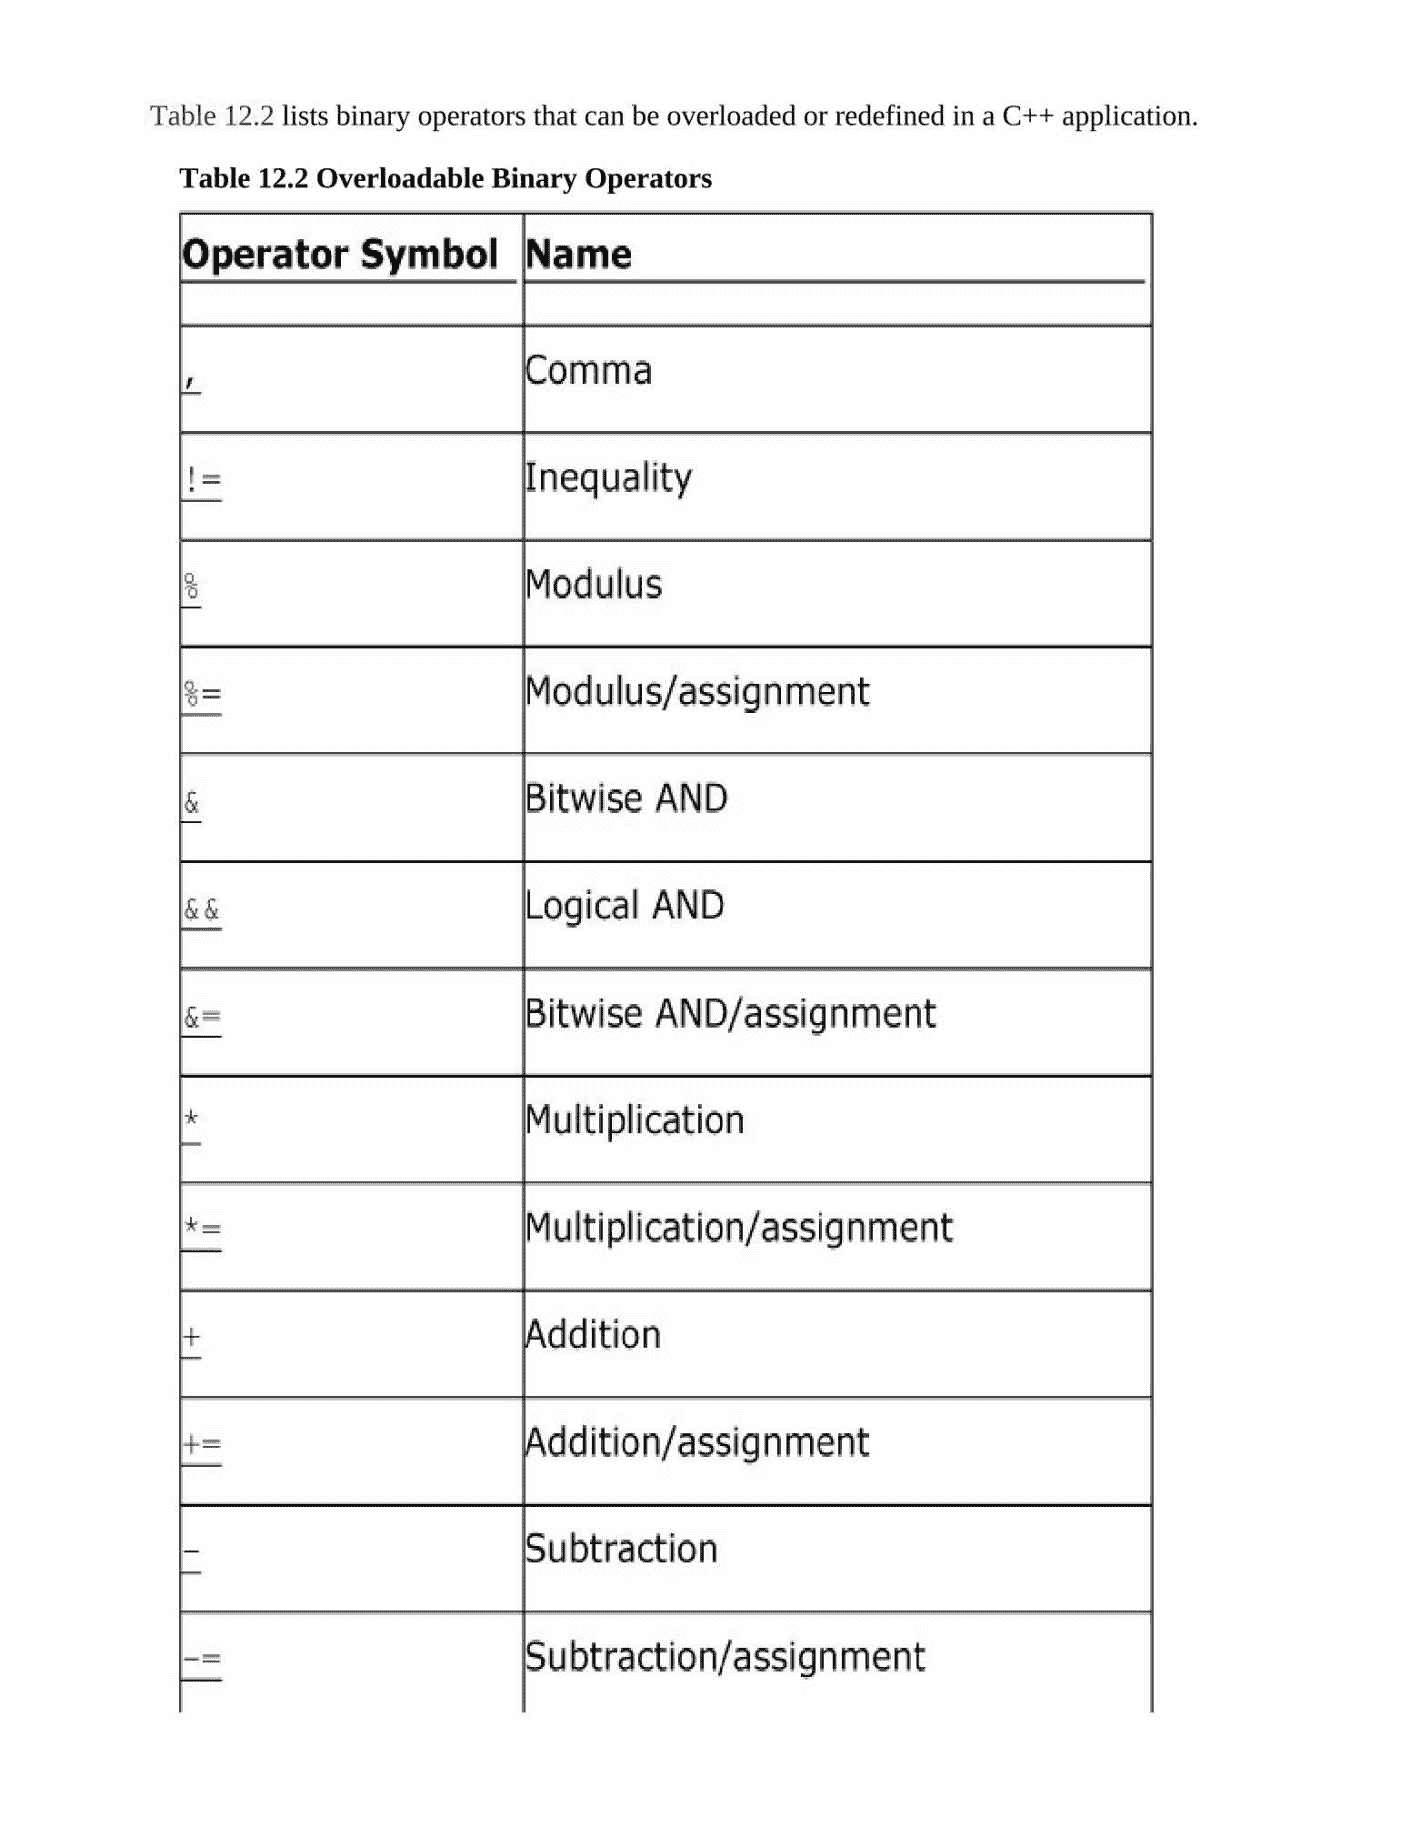 Table 12.2 lists binary operators that can be overloaded or redefined in a C++ application.
Table 12.2 Overloadable Binary Operators
Operator Symbol Name
, Comma
!= Inequality
% Modulus
%= Modulus/assignment
& Bitwise AND
&& Logical AND
&= Bitwise AND/assignment
* Multiplication
*= Multiplication/assignment
+ Addition
+= Addition/assignment
- Subtraction
-= Subtraction/assignment